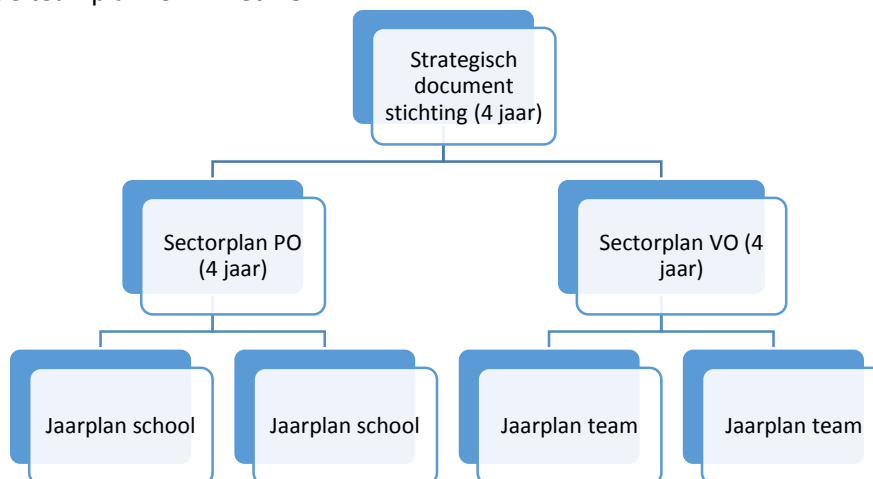 Strategisch
document
stichting (4 jaar)
Sectorplan PO
(4 jaar)
Sectorplan VO (4
jaar)
Jaarplan school
Jaarplan school
Jaarplan team
Jaarplan team